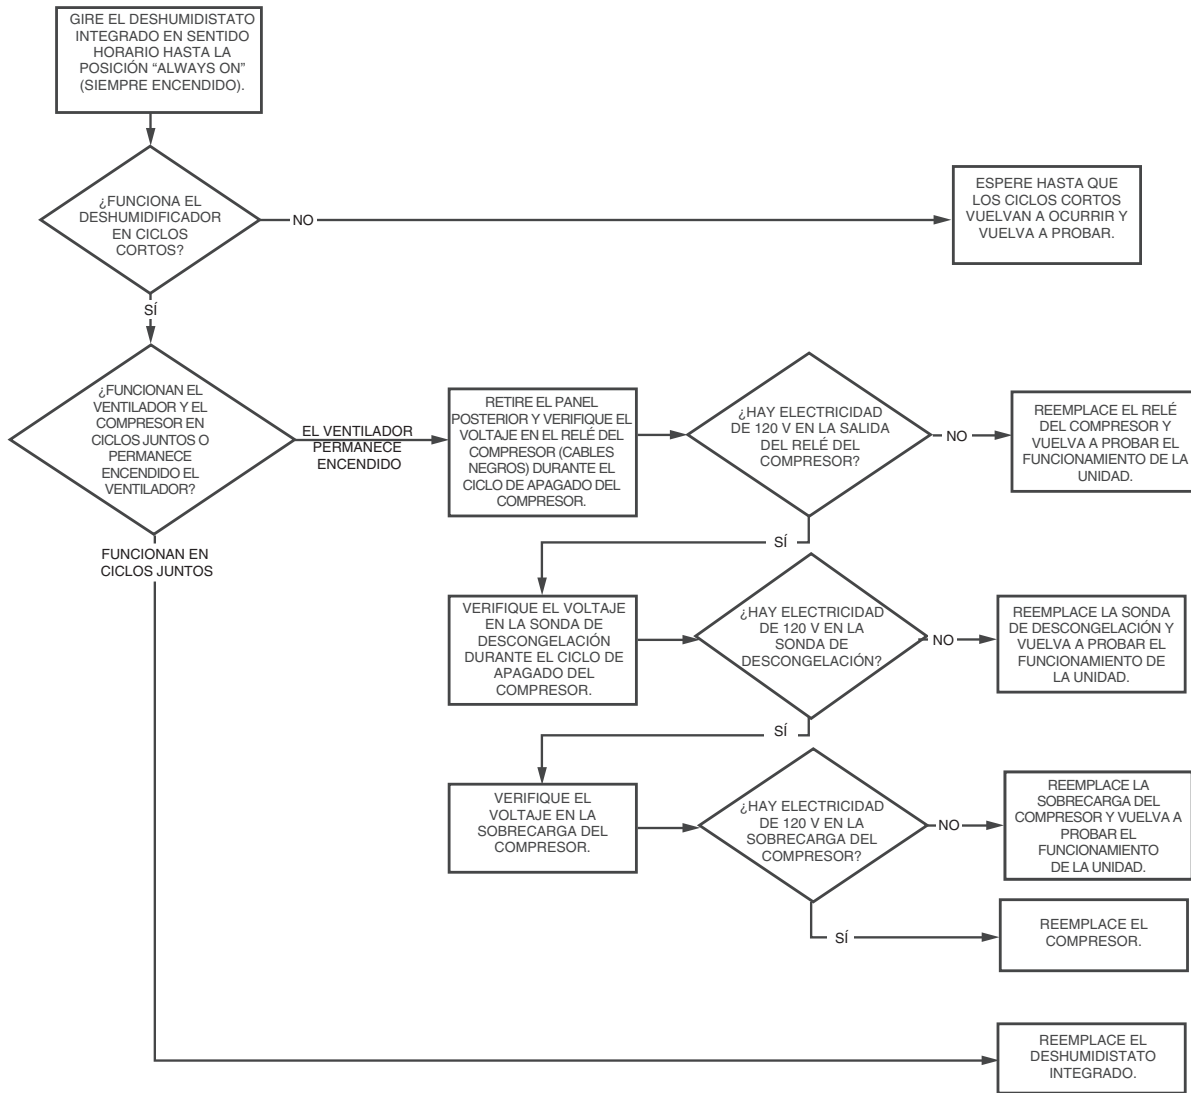 GIRE EL DESHUMIDISTATO
INTEGRADO EN SENTIDO
HORARIO HASTA LA
POSICIÓN “ALWAYS ON”
(SIEMPRE ENCENDIDO).
¿FUNCIONA EL
DESHUMIDIFICADOR
EN CICLOS
CORTOS?
NO
ESPERE HASTA QUE
LOS CICLOS CORTOS
VUELVAN A OCURRIR Y
VUELVA A PROBAR.
SÍ
¿FUNCIONAN EL
VENTILADOR Y EL
COMPRESOR EN
CICLOS JUNTOS O
PERMANECE
ENCENDIDO EL
VENTILADOR?
EL VENTILADOR
PERMANECE
ENCENDIDO
RETIRE EL PANEL
POSTERIOR Y VERIFIQUE EL
VOLTAJE EN EL RELÉ DEL
COMPRESOR (CABLES
NEGROS) DURANTE EL
CICLO DE APAGADO DEL
COMPRESOR.
¿HAY ELECTRICIDAD
DE 120 V EN LA SALIDA
DEL RELÉ DEL
COMPRESOR?
NO
REEMPLACE EL RELÉ
DEL COMPRESOR Y
VUELVA A PROBAR EL
FUNCIONAMIENTO DE LA
UNIDAD.
SÍ
FUNCIONAN EN
CICLOS JUNTOS
VERIFIQUE EL VOLTAJE
EN LA SONDA DE
DESCONGELACIÓN
DURANTE EL CICLO DE
APAGADO DEL
COMPRESOR.
¿HAY ELECTRICIDAD
DE 120 V EN LA
SONDA DE
DESCONGELACIÓN?
NO
REEMPLACE LA SONDA
DE DESCONGELACIÓN Y
VUELVA A PROBAR EL
FUNCIONAMIENTO DE
LA UNIDAD.
SÍ
VERIFIQUE EL
VOLTAJE EN LA
SOBRECARGA DEL
COMPRESOR.
¿HAY ELECTRICIDAD
DE 120 V EN LA
SOBRECARGA DEL
COMPRESOR?
NO
REEMPLACE LA
SOBRECARGA DEL
COMPRESOR Y VUELVA A
PROBAR EL
FUNCIONAMIENTO
DE LA UNIDAD.
SÍ
REEMPLACE EL
COMPRESOR.
REEMPLACE EL
DESHUMIDISTATO
INTEGRADO.